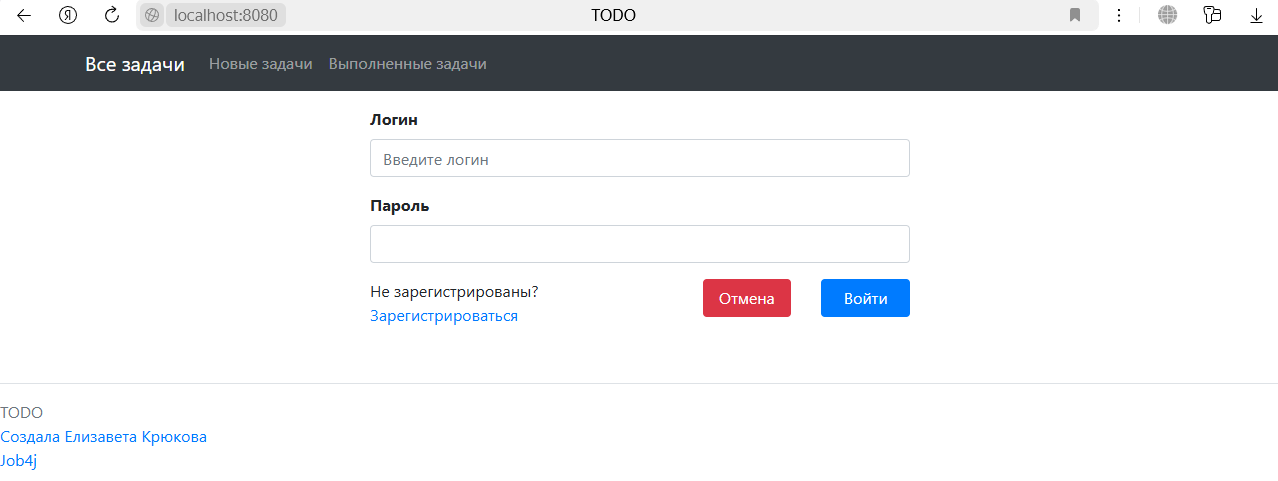 Я localhost:8080 TODO
Все задачи Новые задачи Выполненные задачи
Логин
Введите логин
Пароль
Не зарегистрированы? Отмена Войти
Зарегистрироваться
TODO
Создала Елизавета Крюкова
Job4j